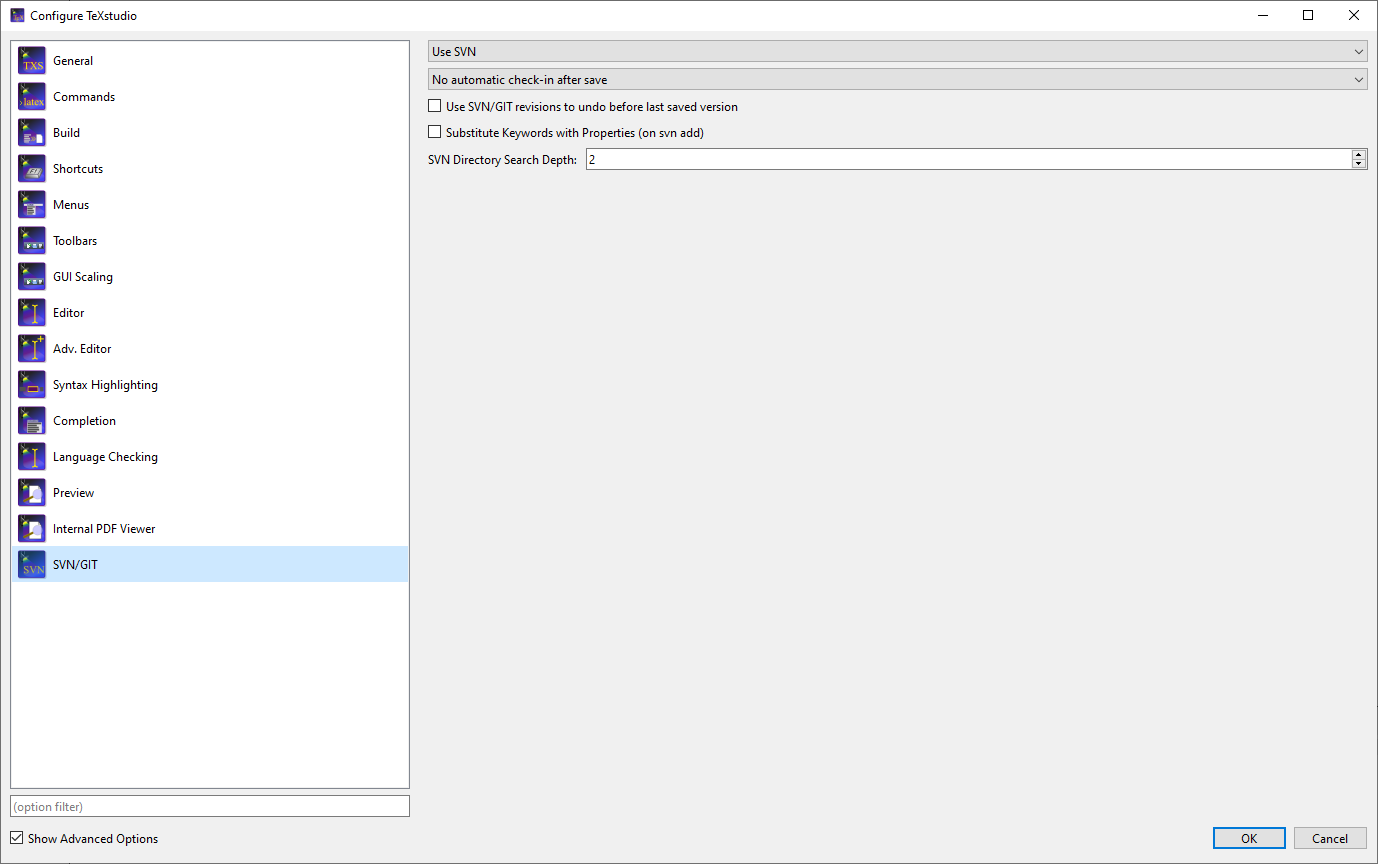 Configure TeXstudio
General
Commands
Build
Shortcuts
Menus
Toolbars
GUI Scaling
Editor
Adv. Editor
Syntax Highlighting
Completion
Language Checking
Preview
Internal PDF Viewer
SVN/GIT
(option filter)
Show Advanced Options
Use SVN
No automatic check-in after save
Use SVN/GIT revisions to undo before last saved version
Substitute Keywords with Properties (on svn add)
SVN Directory Search Depth: 2
OK Cancel
TXS
latex
SVN